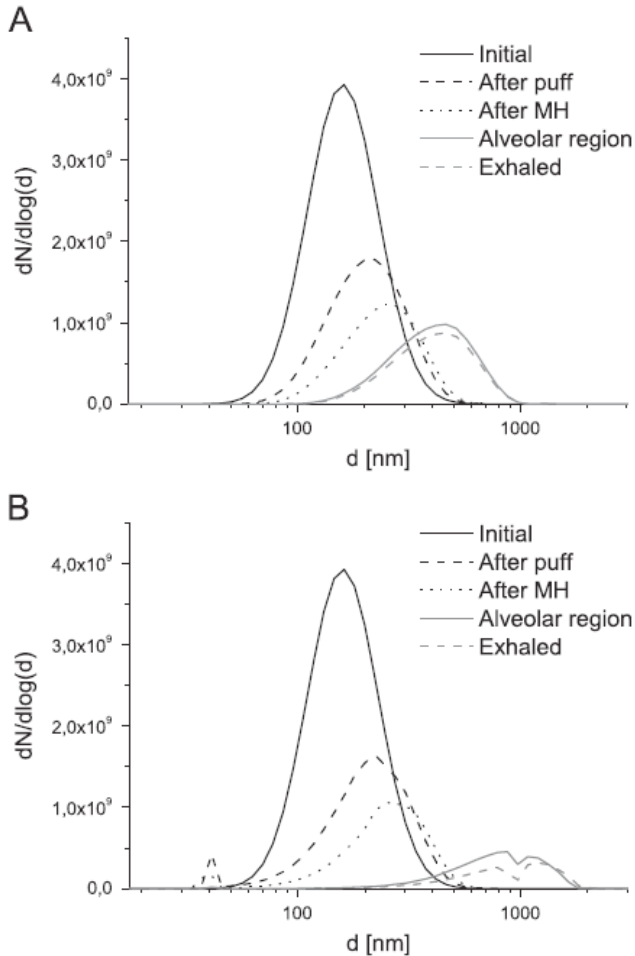 A
Initial
After puff
After MH
Alveolar region
Exhaled
4,0x10⁹
3,0x10⁹
2,0x10⁹
1,0x10⁹
0,0
dN/dlog(d)
100
1000
d [nm]
B
Initial
After puff
After MH
Alveolar region
Exhaled
4,0x10⁹
3,0x10⁹
2,0x10⁹
1,0x10⁹
0,0
dN/dlog(d)
100
1000
d [nm]